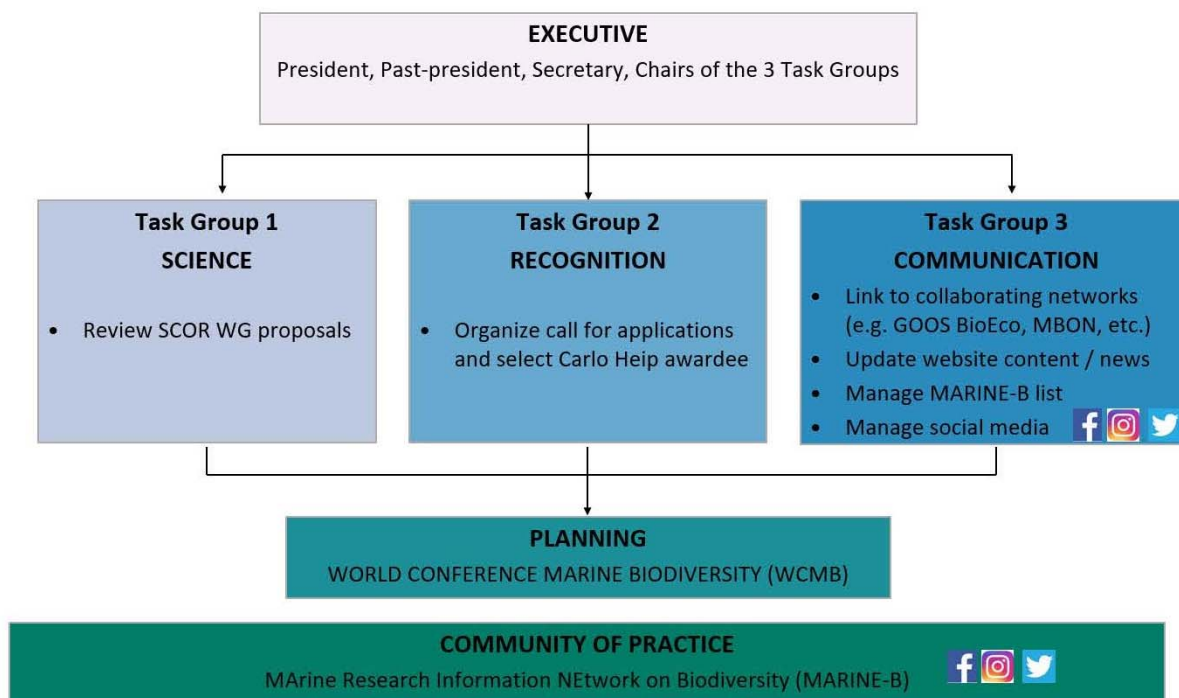 EXECUTIVE
President, Past-president, Secretary, Chairs of the 3 Task Groups
Task Group 1
SCIENCE
• Review SCOR WG proposals
Task Group 2
RECOGNITION
• Organize call for applications
and select Carlo Heip awardee
Task Group 3
COMMUNICATION
• Link to collaborating networks
(e.g. GOOS BioEco, MBON, etc.)
• Update website content / news
• Manage MARINE-B list
• Manage social media
PLANNING
WORLD CONFERENCE MARINE BIODIVERSITY (WCMB)
COMMUNITY OF PRACTICE
MArine Research Information NEtwork on Biodiversity (MARINE-B)